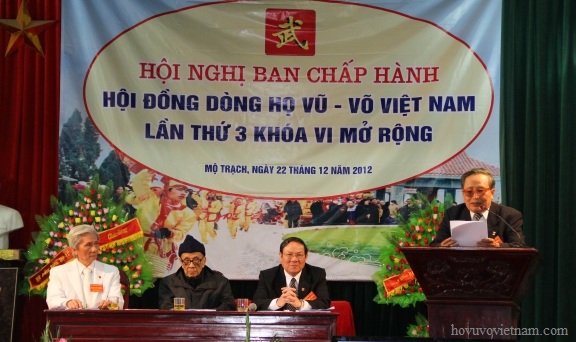 武
HỘI NGHỊ BAN CHẤP HÀNH
HỘI ĐỒNG DÒNG HỌ VŨ - VÕ VIỆT NAM
LẦN THỨ 3 KHÓA VI MỞ RỘNG
MỘ TRẠCH, NGÀY 22 THÁNG 12 NĂM 2012
hovuvovietnam.com